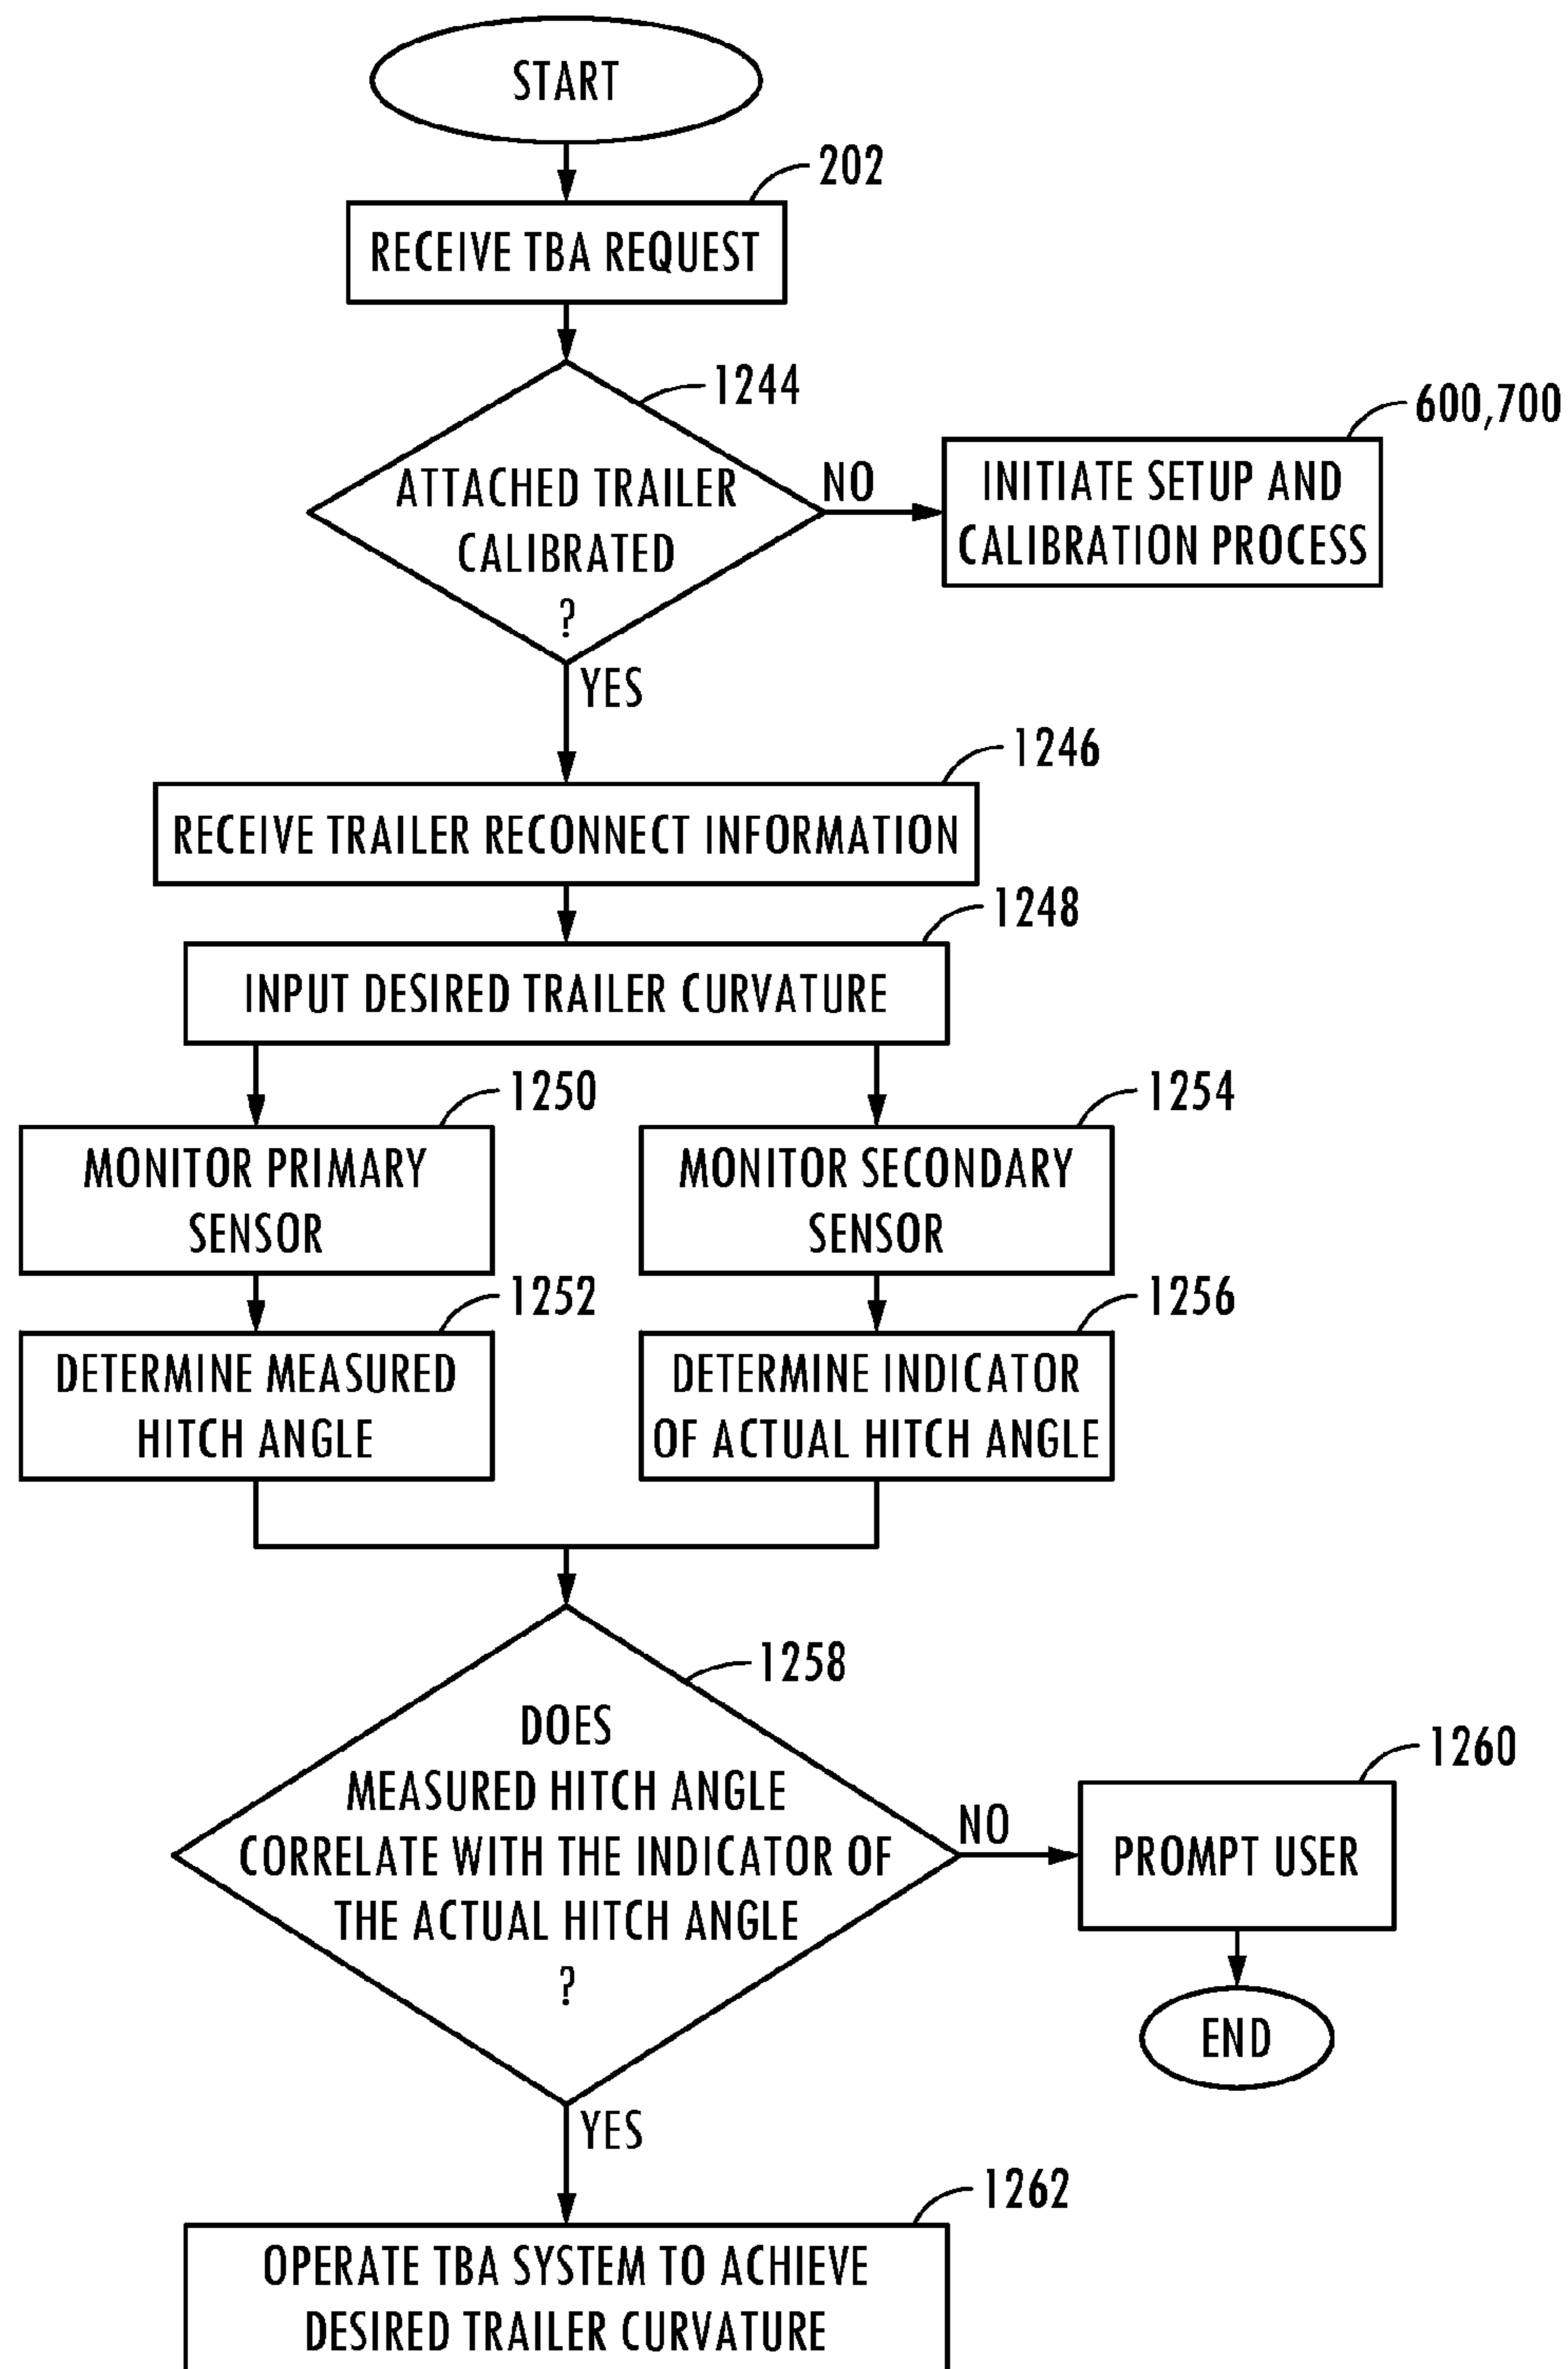 START
202
RECEIVE TBA REQUEST
1244
ATTACHED TRAILER
CALIBRATED
?
NO
600,700
INITIATE SETUP AND
CALIBRATION PROCESS
YES
1246
RECEIVE TRAILER RECONNECT INFORMATION
1248
INPUT DESIRED TRAILER CURVATURE
1250
MONITOR PRIMARY
SENSOR
1254
MONITOR SECONDARY
SENSOR
1252
DETERMINE MEASURED
HITCH ANGLE
1256
DETERMINE INDICATOR
OF ACTUAL HITCH ANGLE
1258
DOES
MEASURED HITCH ANGLE
CORRELATE WITH THE INDICATOR OF
THE ACTUAL HITCH ANGLE
?
NO
1260
PROMPT USER
END
YES
1262
OPERATE TBA SYSTEM TO ACHIEVE
DESIRED TRAILER CURVATURE